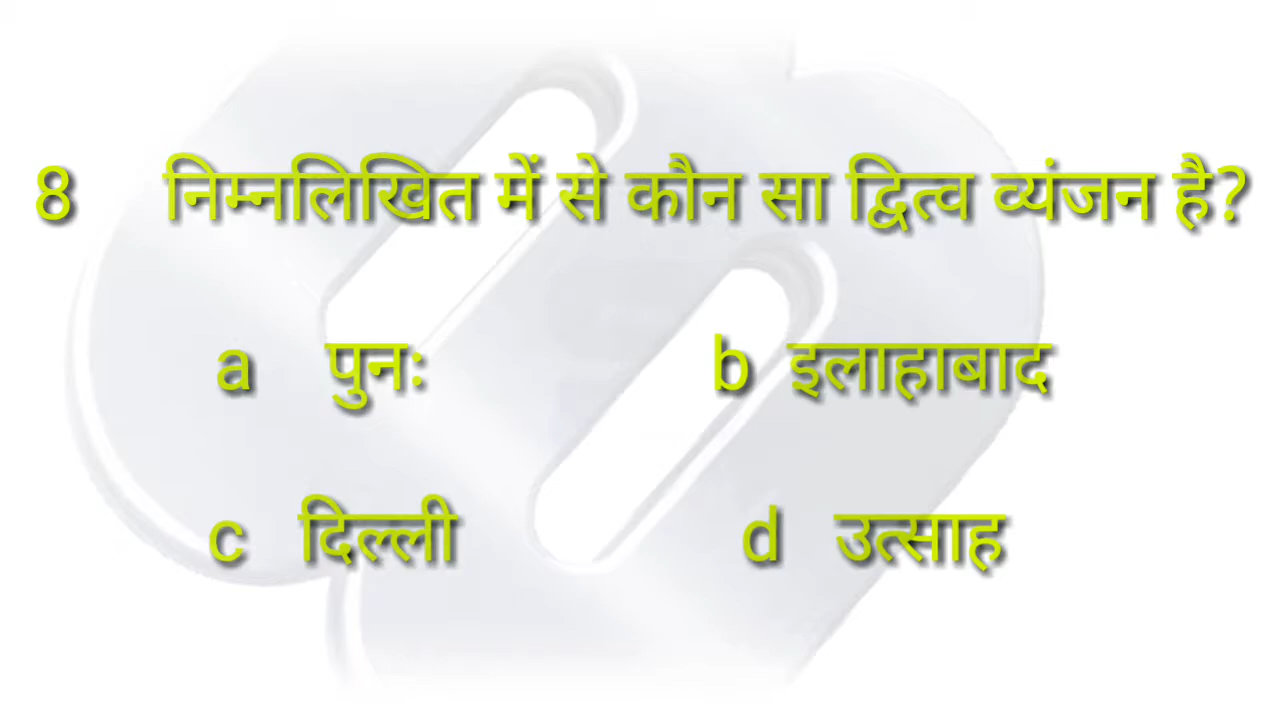 8 निम्नलिखित में से कौन सा द्वित्व व्यंजन है?
a पुनः b इलाहाबाद
c दिल्ली d उत्साह